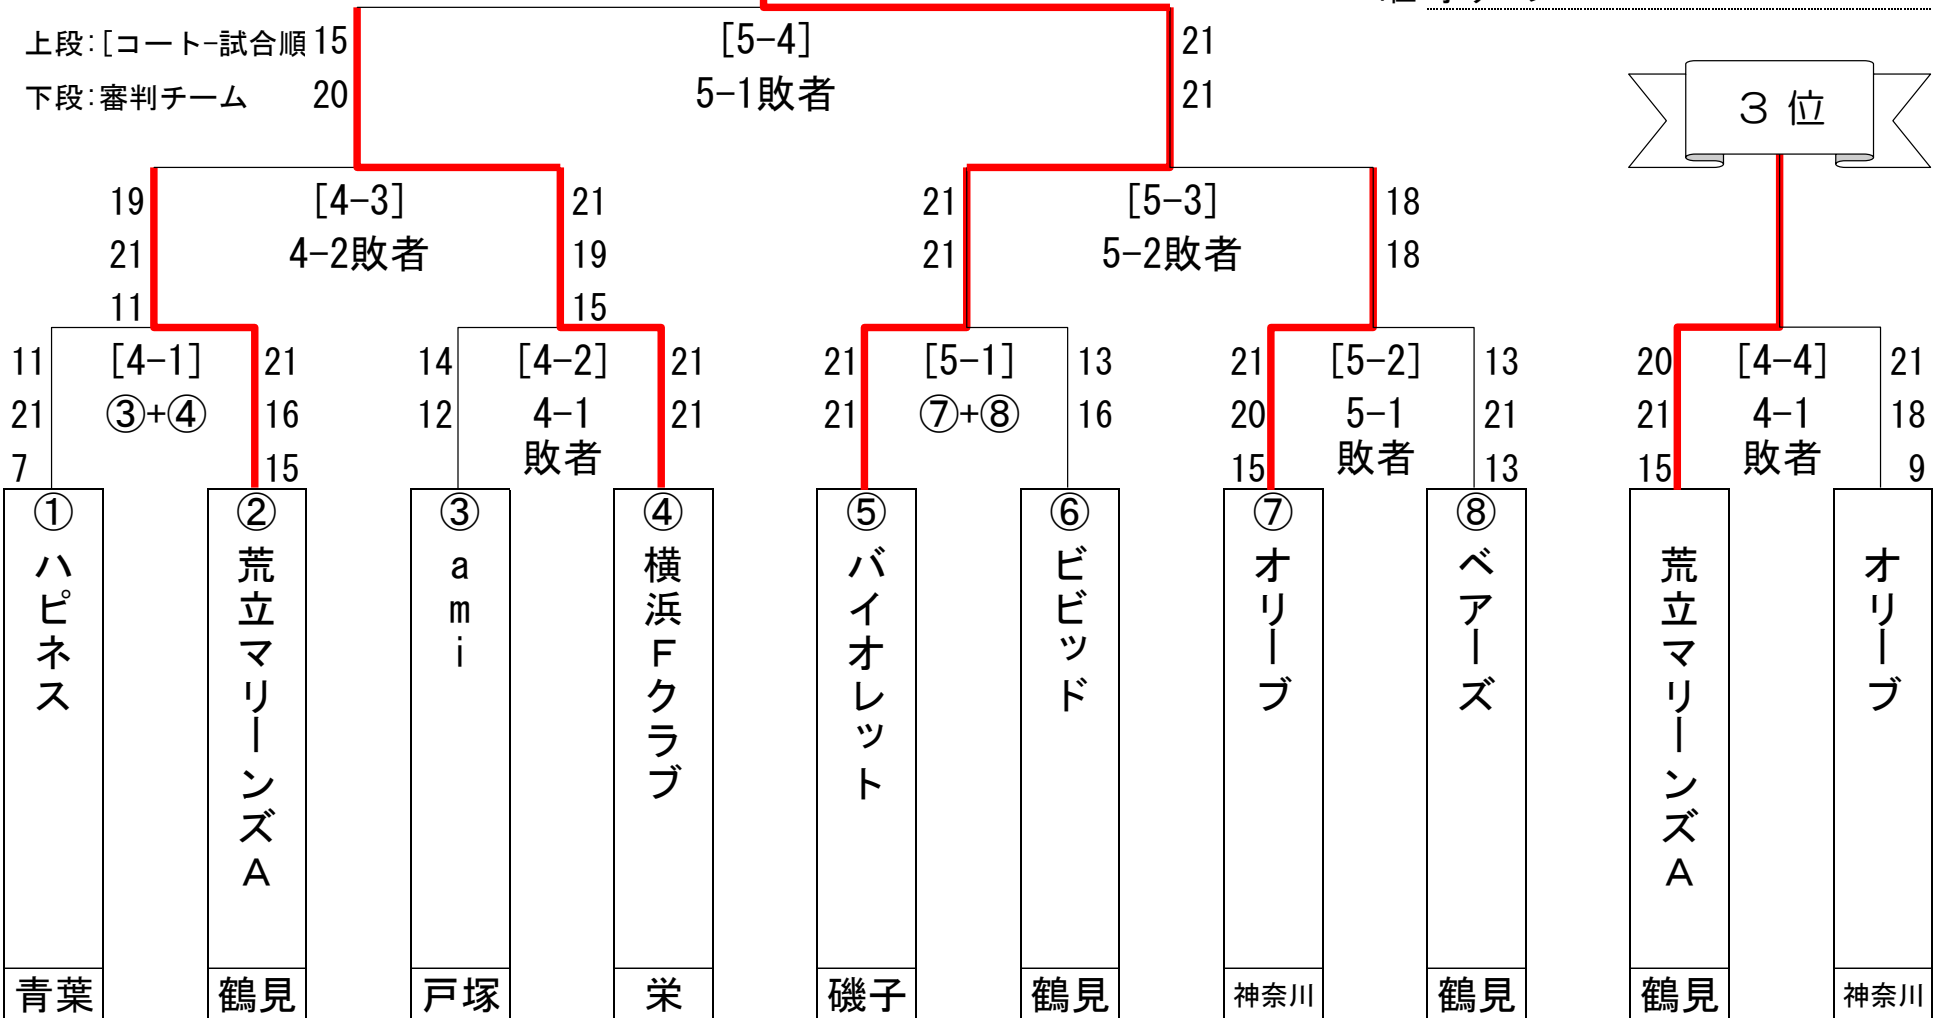 上段:[コート-試合順 15 [5-4] 21
下段:審判チーム 20 5-1敗者 21
3 位
19 [4-3] 21 21 [5-3] 18
21 4-2敗者 19 21 5-2敗者 18
11 15
11 [4-1] 21 14 [4-2] 21 21 [5-1] 13 21 [5-2] 13 20 [4-4] 21
21 ③+④ 16 12 4-1 21 21 ⑦+⑧ 16 20 5-1 21 21 4-1 18
7 15 敗者 15 敗者 13 15 敗者 9
① ハピネス
② 荒立マリーンズA
③ ami
④ 横浜Fクラブ
⑤ バイオレット
⑥ ビビッド
⑦ オリーブ
⑧ ベアーズ
荒立マリーンズA
オリーブ
青葉 鶴見 戸塚 栄 磯子 鶴見 神奈川 鶴見 鶴見 神奈川